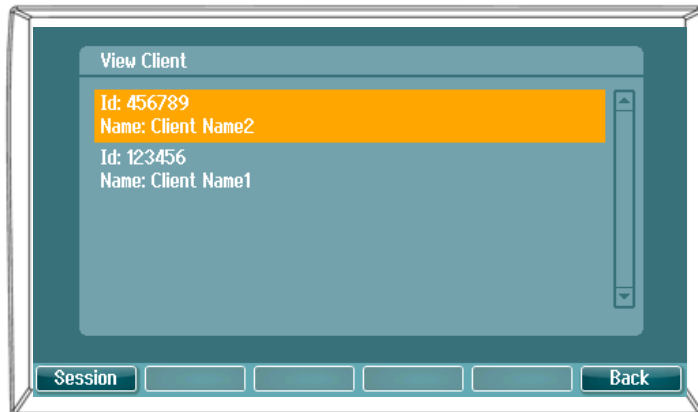 View Client
Id: 456789
Name: Client Name2
Id: 123456
Name: Client Name1
Session
Back